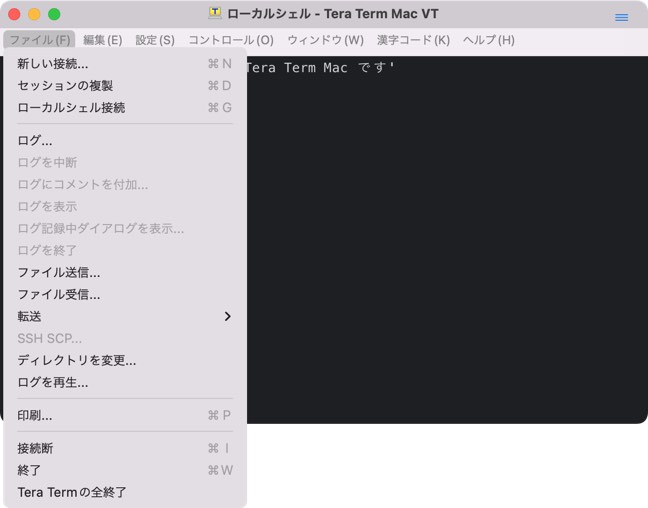 ローカルシェル - Tera Term Mac VT
ファイル(F) 編集(E) 設定(S) コントロール(O) ウィンドウ(W) 漢字コード(K) ヘルプ(H)
Tera Term Mac です'
新しい接続... ⌘ N
セッションの複製 ⌘ D
ローカルシェル接続 ⌘ G
ログ...
ログを中断
ログにコメントを付加...
ログを表示
ログ記録中ダイアログを表示...
ログを終了
ファイル送信...
ファイル受信...
転送
SSH SCP...
ディレクトリを変更...
ログを再生...
印刷... ⌘ P
接続断 ⌘ I
終了 ⌘ W
Tera Termの全終了